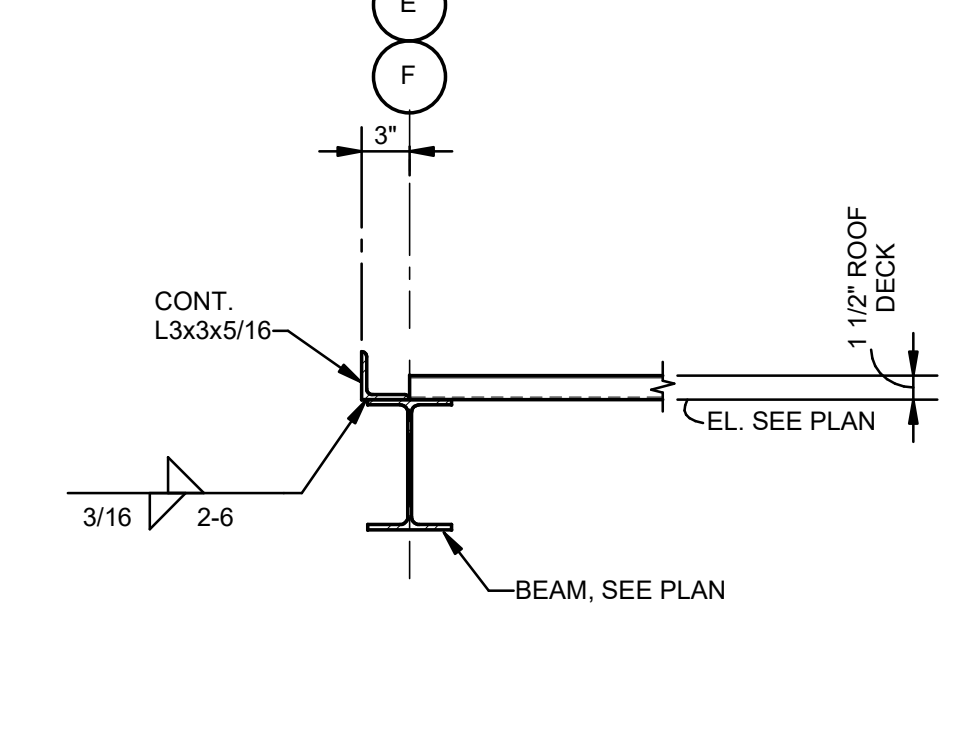 E
F
3"
CONT.
L3x3x5/16
1 1/2" ROOF
DECK
EL. SEE PLAN
3/16
2-6
BEAM, SEE PLAN